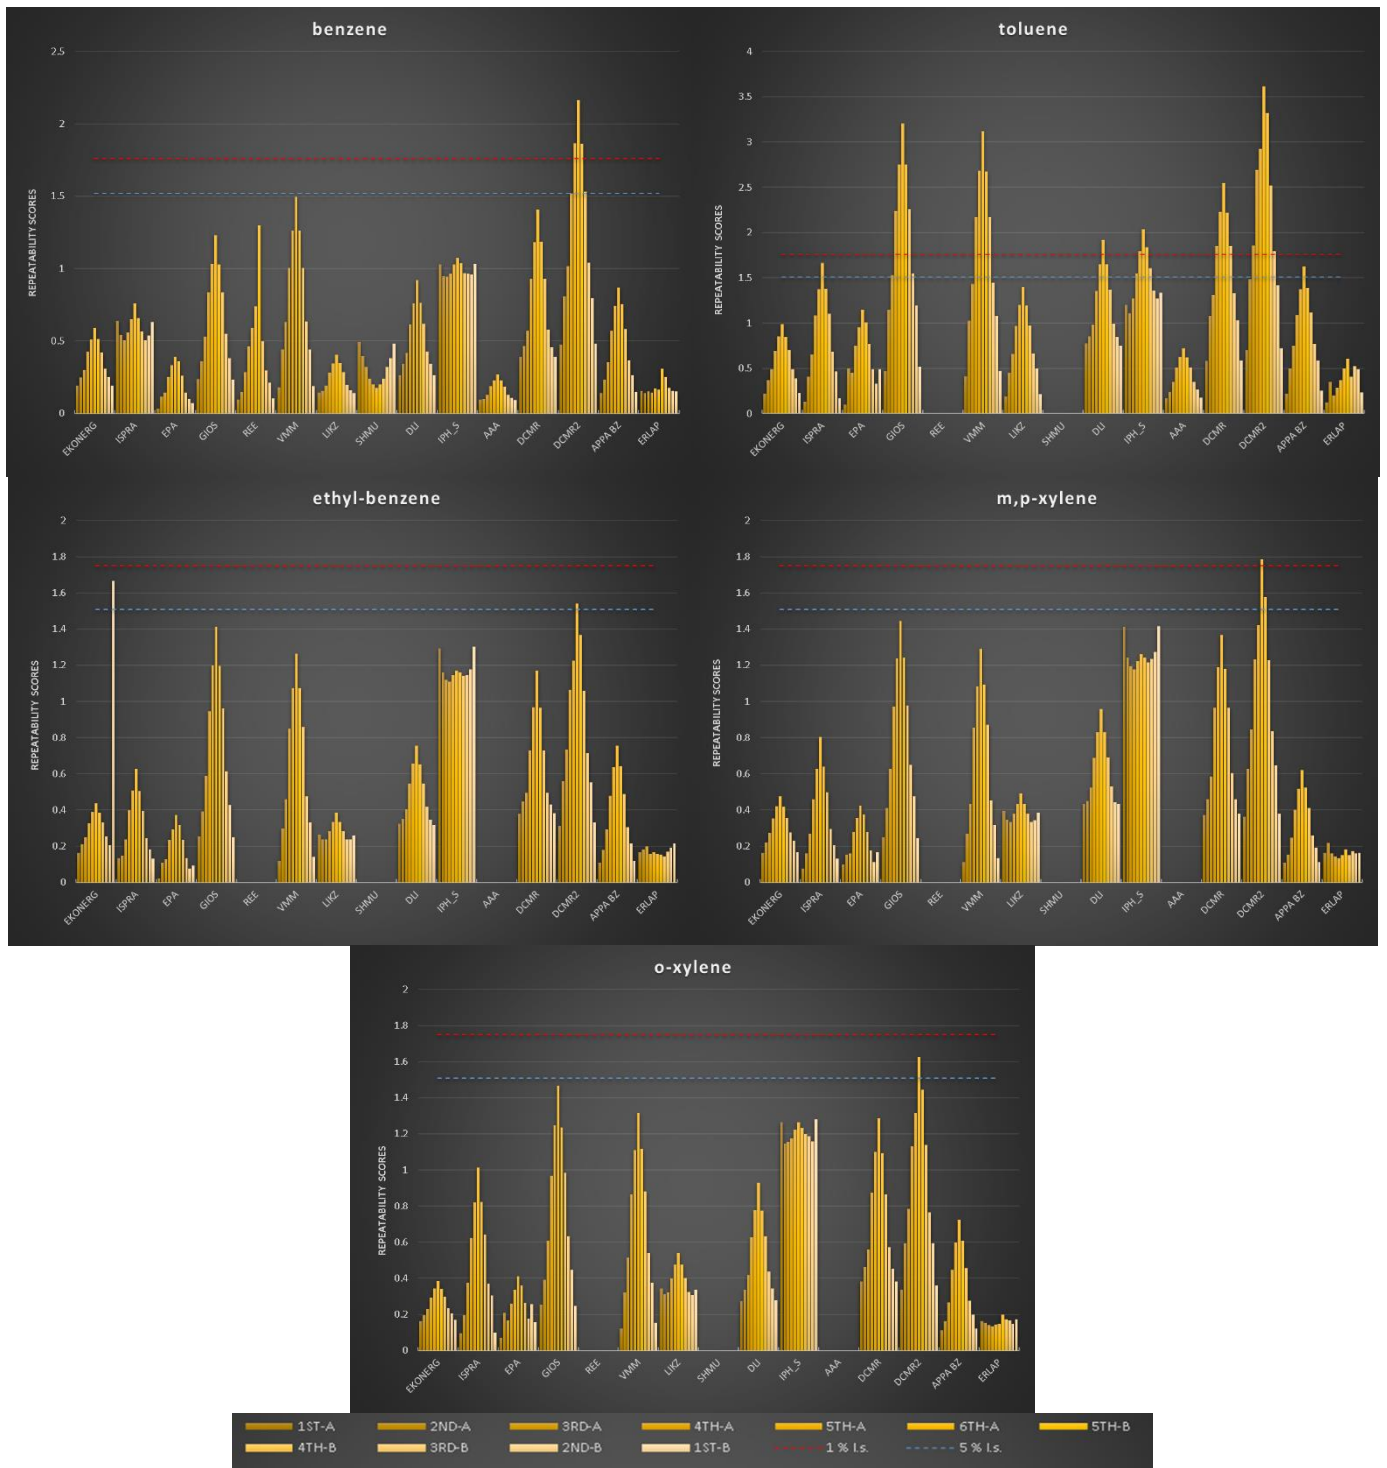 benzene
REPEATABILITY SCORES
2.5
2
1.5
1
0.5
0
EKONERG ISPRA EPA GIOS REE VMM LIKZ SHMU DLI IPH_S AAA DCMR DCMR2 APPA BZ ERLAP
toluene
REPEATABILITY SCORES
4
3.5
3
2.5
2
1.5
1
0.5
0
EKONERG ISPRA EPA GIOS REE VMM LIKZ SHMU DLI IPH_S AAA DCMR DCMR2 APPA BZ ERLAP
ethyl-benzene
REPEATABILITY SCORES
2
1.8
1.6
1.4
1.2
1
0.8
0.6
0.4
0.2
0
EKONERG ISPRA EPA GIOS REE VMM LIKZ SHMU DLI IPH_S AAA DCMR DCMR2 APPA BZ ERLAP
m,p-xylene
REPEATABILITY SCORES
2
1.8
1.6
1.4
1.2
1
0.8
0.6
0.4
0.2
0
EKONERG ISPRA EPA GIOS REE VMM LIKZ SHMU DLI IPH_S AAA DCMR DCMR2 APPA BZ ERLAP
o-xylene
REPEATABILITY SCORES
2
1.8
1.6
1.4
1.2
1
0.8
0.6
0.4
0.2
0
EKONERG ISPRA EPA GIOS REE VMM LIKZ SHMU DLI IPH_S AAA DCMR DCMR2 APPA BZ ERLAP
1ST-A 2ND-A 3RD-A 4TH-A 5TH-A 6TH-A 5TH-B
4TH-B 3RD-B 2ND-B 1ST-B 1 % l.s. 5 % l.s.